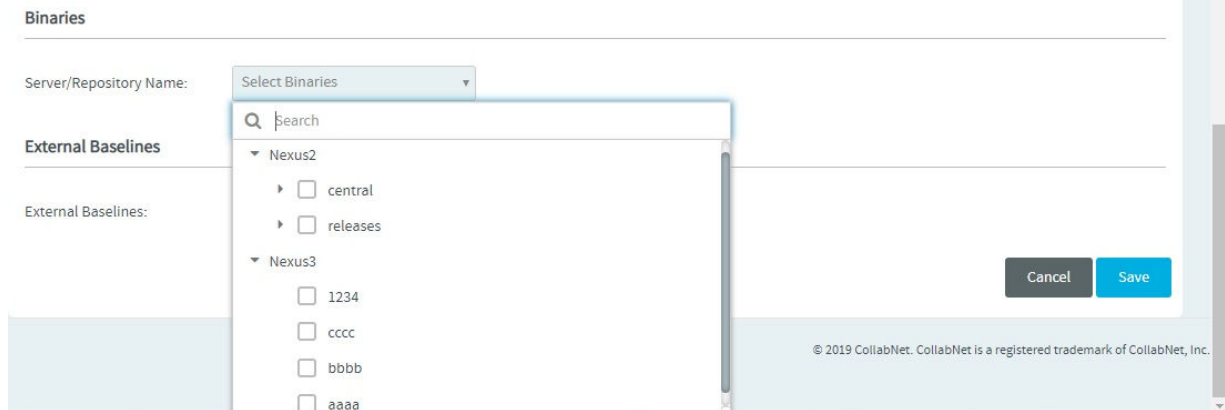 Binaries
Server/Repository Name:
Select Binaries
Search
External Baselines
Nexus2
central
External Baselines:
releases
Nexus3
Cancel
Save
1234
cccc
© 2019 CollabNet. CollabNet is a registered trademark of CollabNet, Inc.
bbbb
aaaa